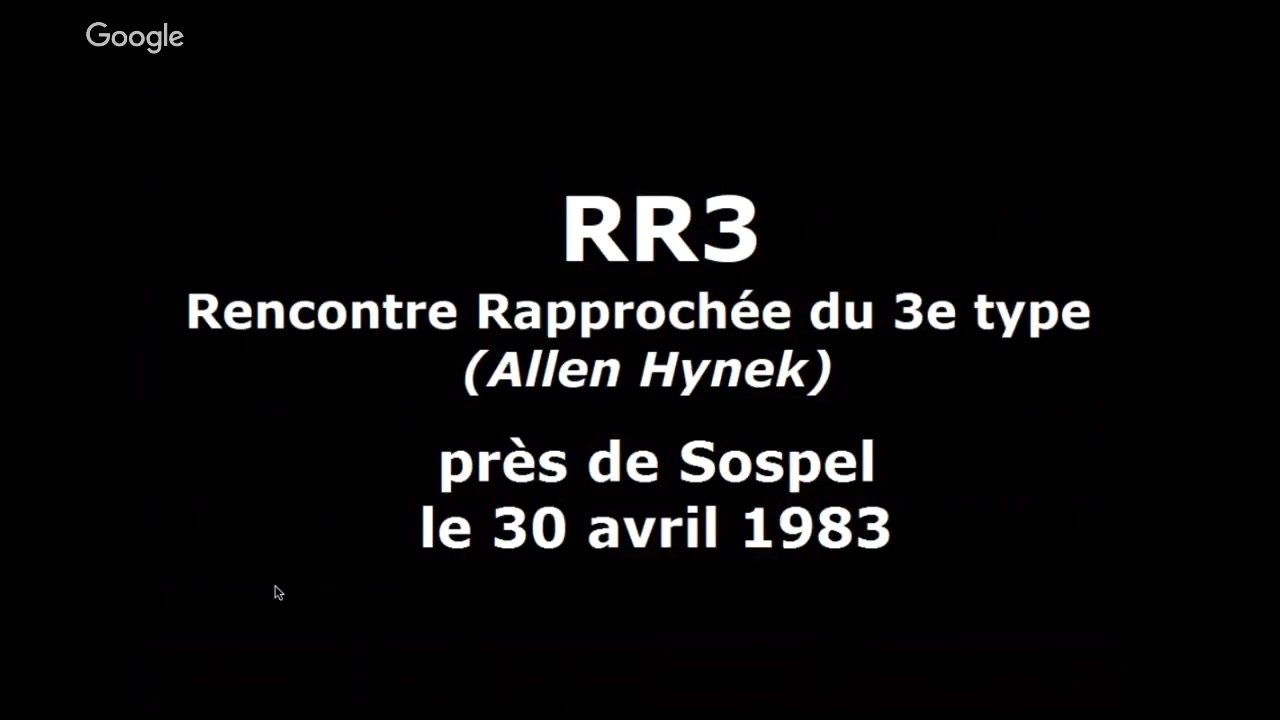 Google
RR3
Rencontre Rapprochée du 3e type
(Allen Hynek)
près de Sospel
le 30 avril 1983